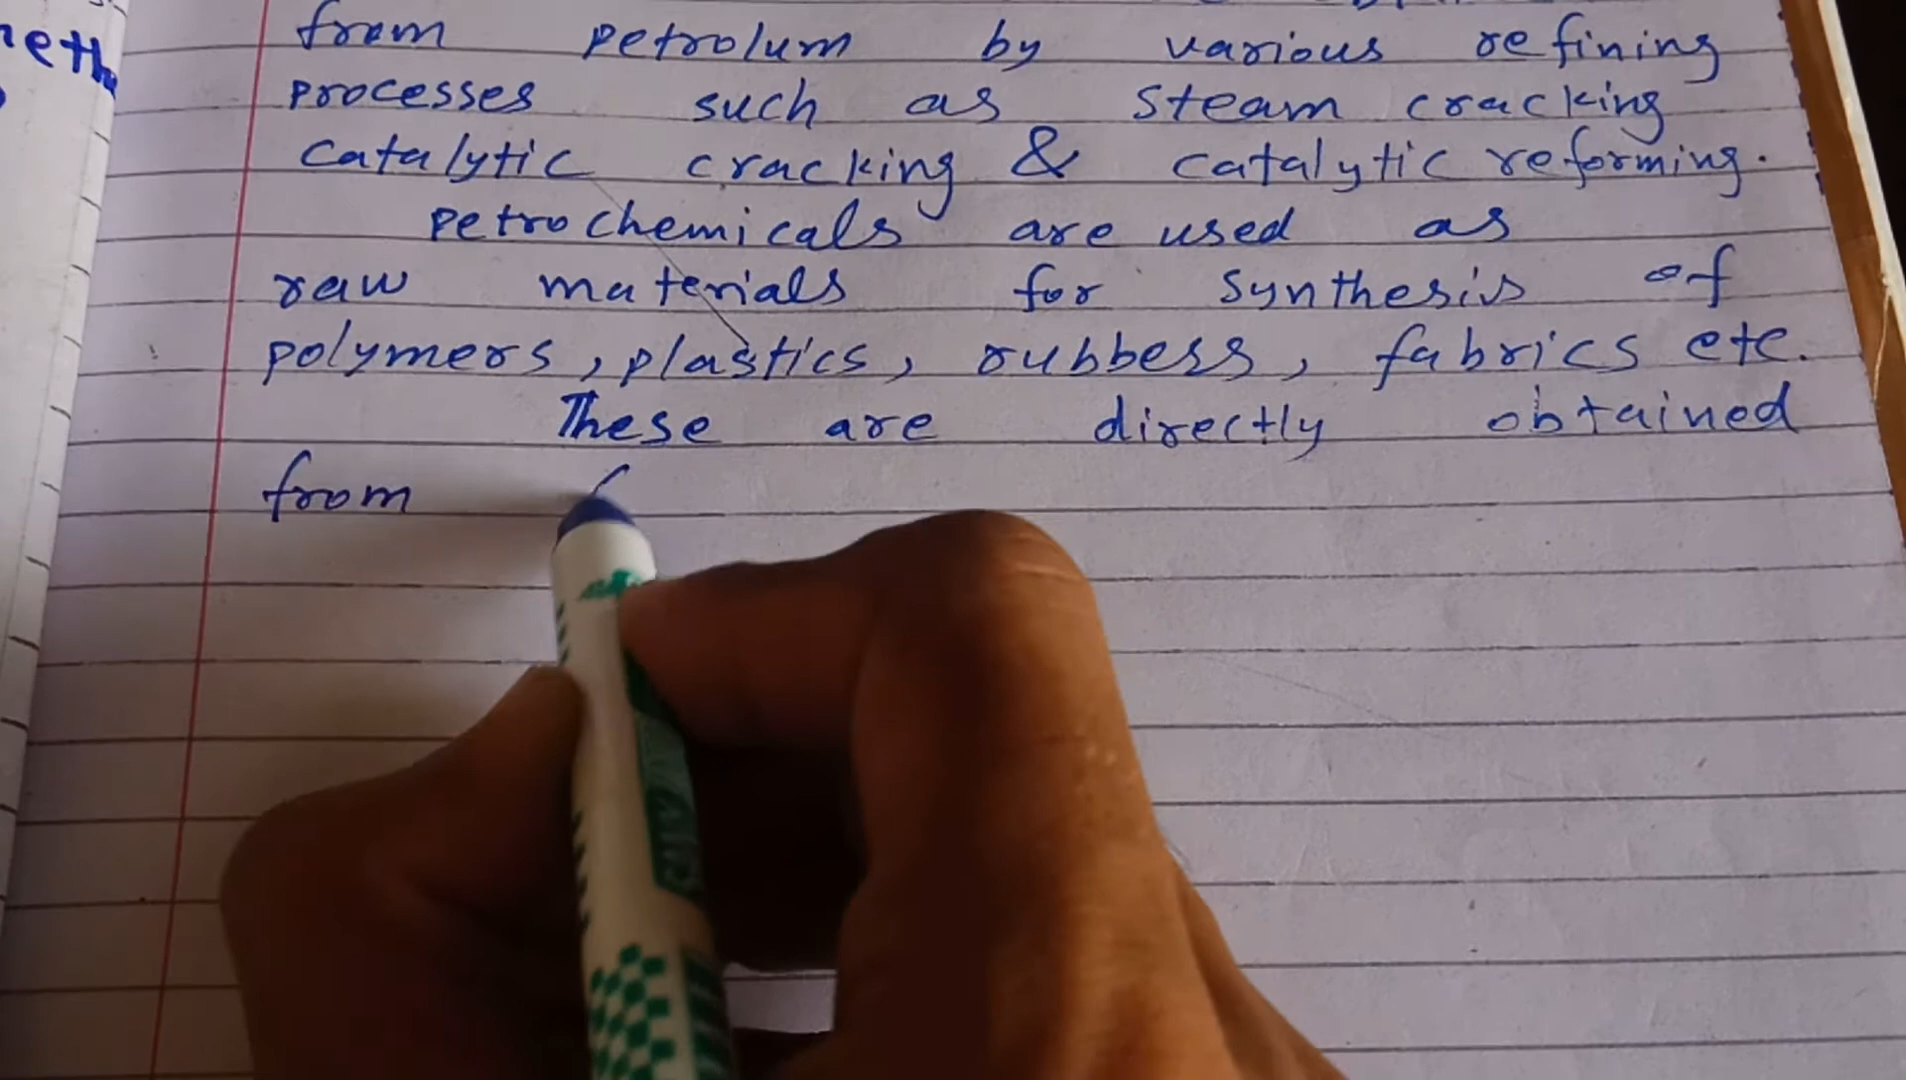 from petrolum by various refining
processes such as steam cracking
catalytic cracking & catalytic reforming.
petrochemicals are used as
raw materials for synthesis of
polymers, plastics, rubbers, fabrics etc.
These are directly obtained
from